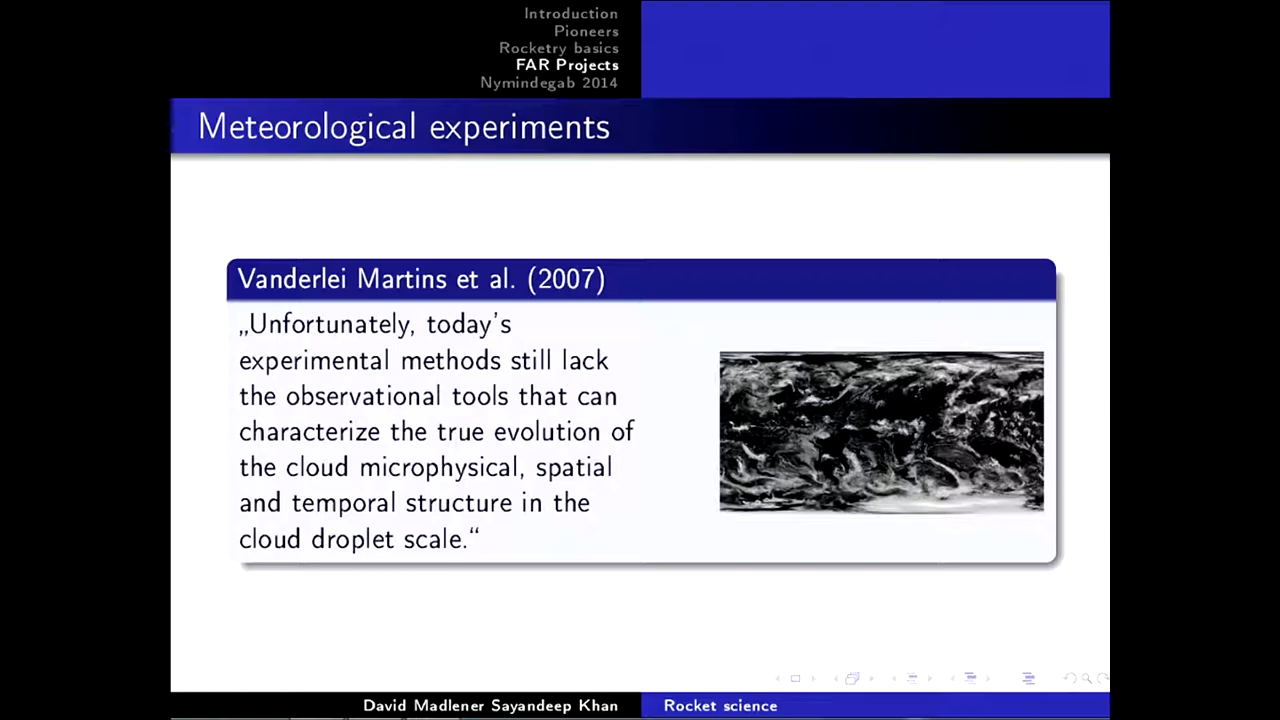 Introduction
Pioneers
Rocketry basics
FAR Projects
Nymindegab 2014
Meteorological experiments
Vanderlei Martins et al. (2007)
„Unfortunately, today's
experimental methods still lack
the observational tools that can
characterize the true evolution of
the cloud microphysical, spatial
and temporal structure in the
cloud droplet scale.“
David Madlener Sayandeep Khan
Rocket science